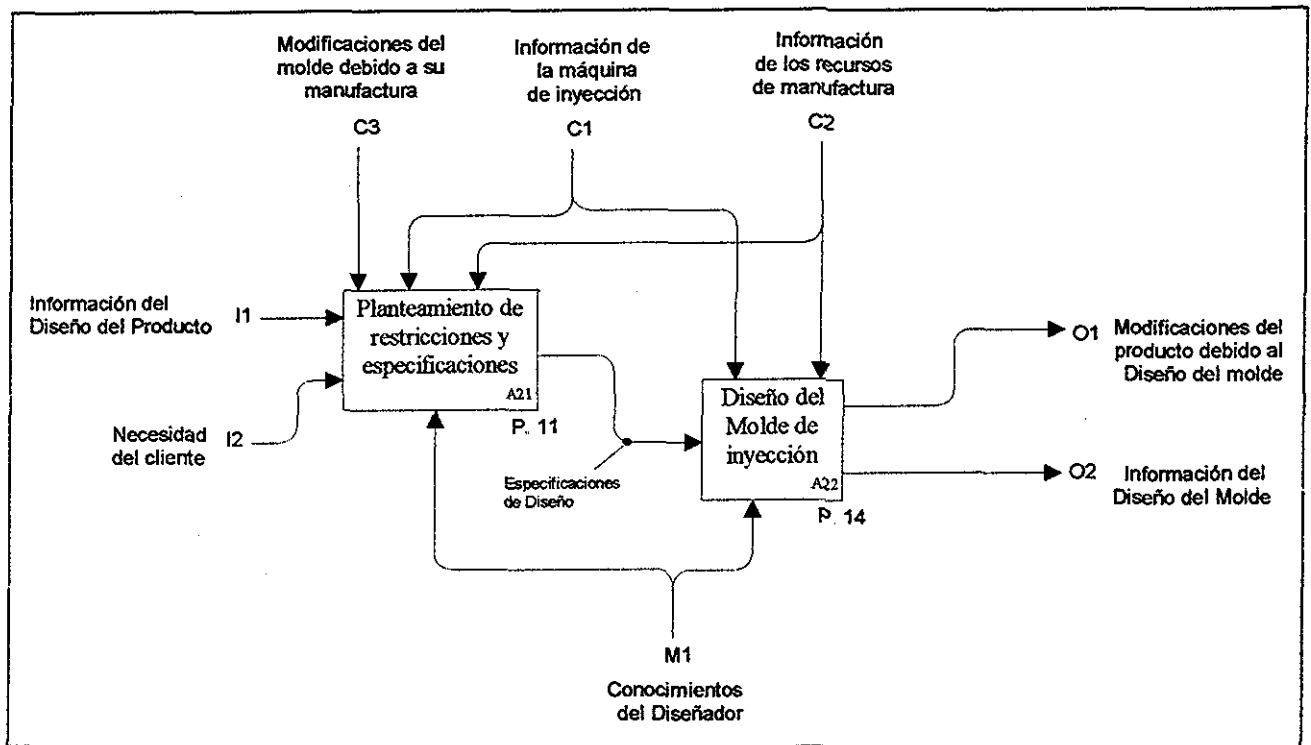 Modificaciones del
molde debido a su
manufactura
C3
Información de
la máquina
de inyección
C1
Información
de los recursos
de manufactura
C2
Información del
Diseño del Producto
I1
Necesidad
del cliente
I2
Planteamiento de
restricciones y
especificaciones
A21
P. 11
Especificaciones
de Diseño
Diseño del
Molde de
inyección
A22
P. 14
O1
Modificaciones del
producto debido al
Diseño del molde
O2
Información del
Diseño del Molde
M1
Conocimientos
del Diseñador